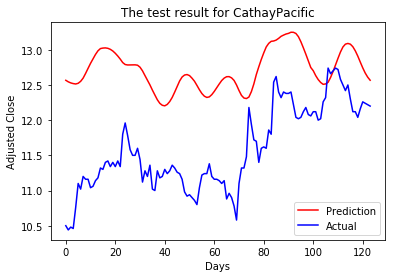 The test result for CathayPacific
Adjusted Close
13.0
12.5
12.0
11.5
11.0
10.5
0
20
40
60
80
100
120
Days
Prediction
Actual